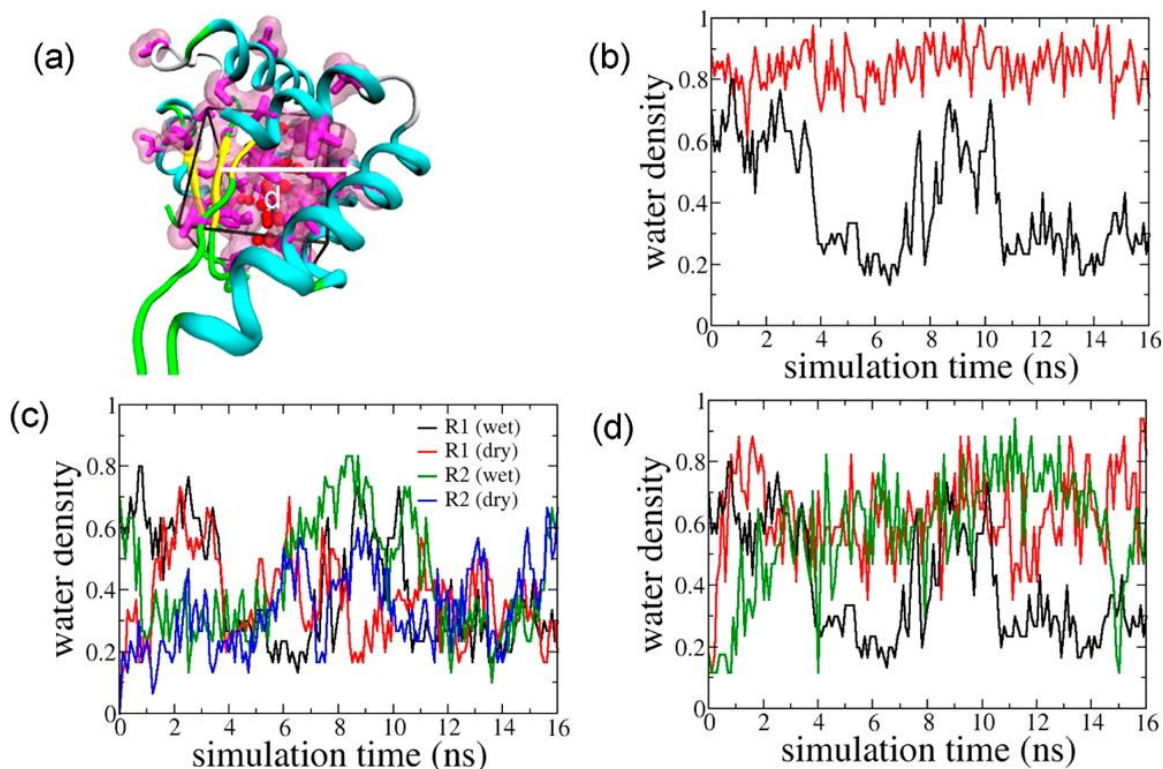 (a)
d
(b)
1
0.8
0.6
0.4
0.2
0
water density
0 2 4 6 8 10 12 14 16
simulation time (ns)
(c)
1
0.8
0.6
0.4
0.2
0
water density
R1 (wet)
R1 (dry)
R2 (wet)
R2 (dry)
0 2 4 6 8 10 12 14 16
simulation time (ns)
(d)
1
0.8
0.6
0.4
0.2
0
water density
0 2 4 6 8 10 12 14 16
simulation time (ns)